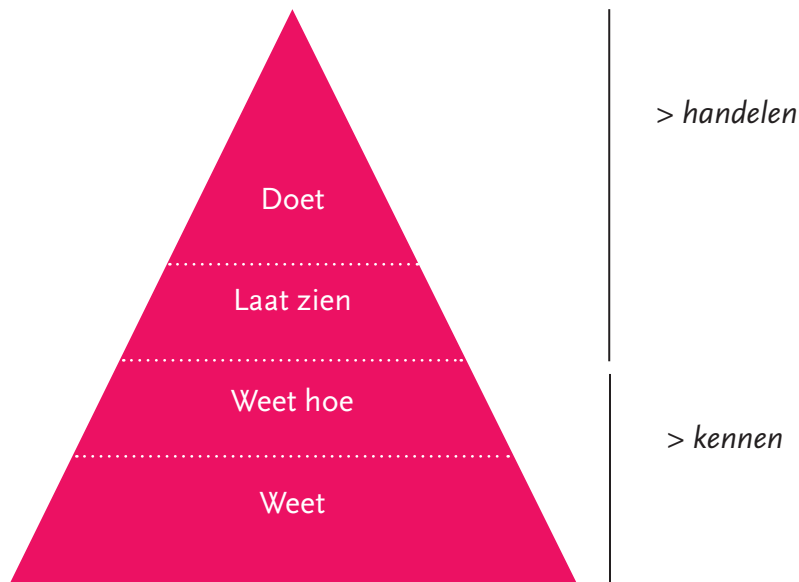 > handelen
Doet
Laat zien
Weet hoe
> kennen
Weet